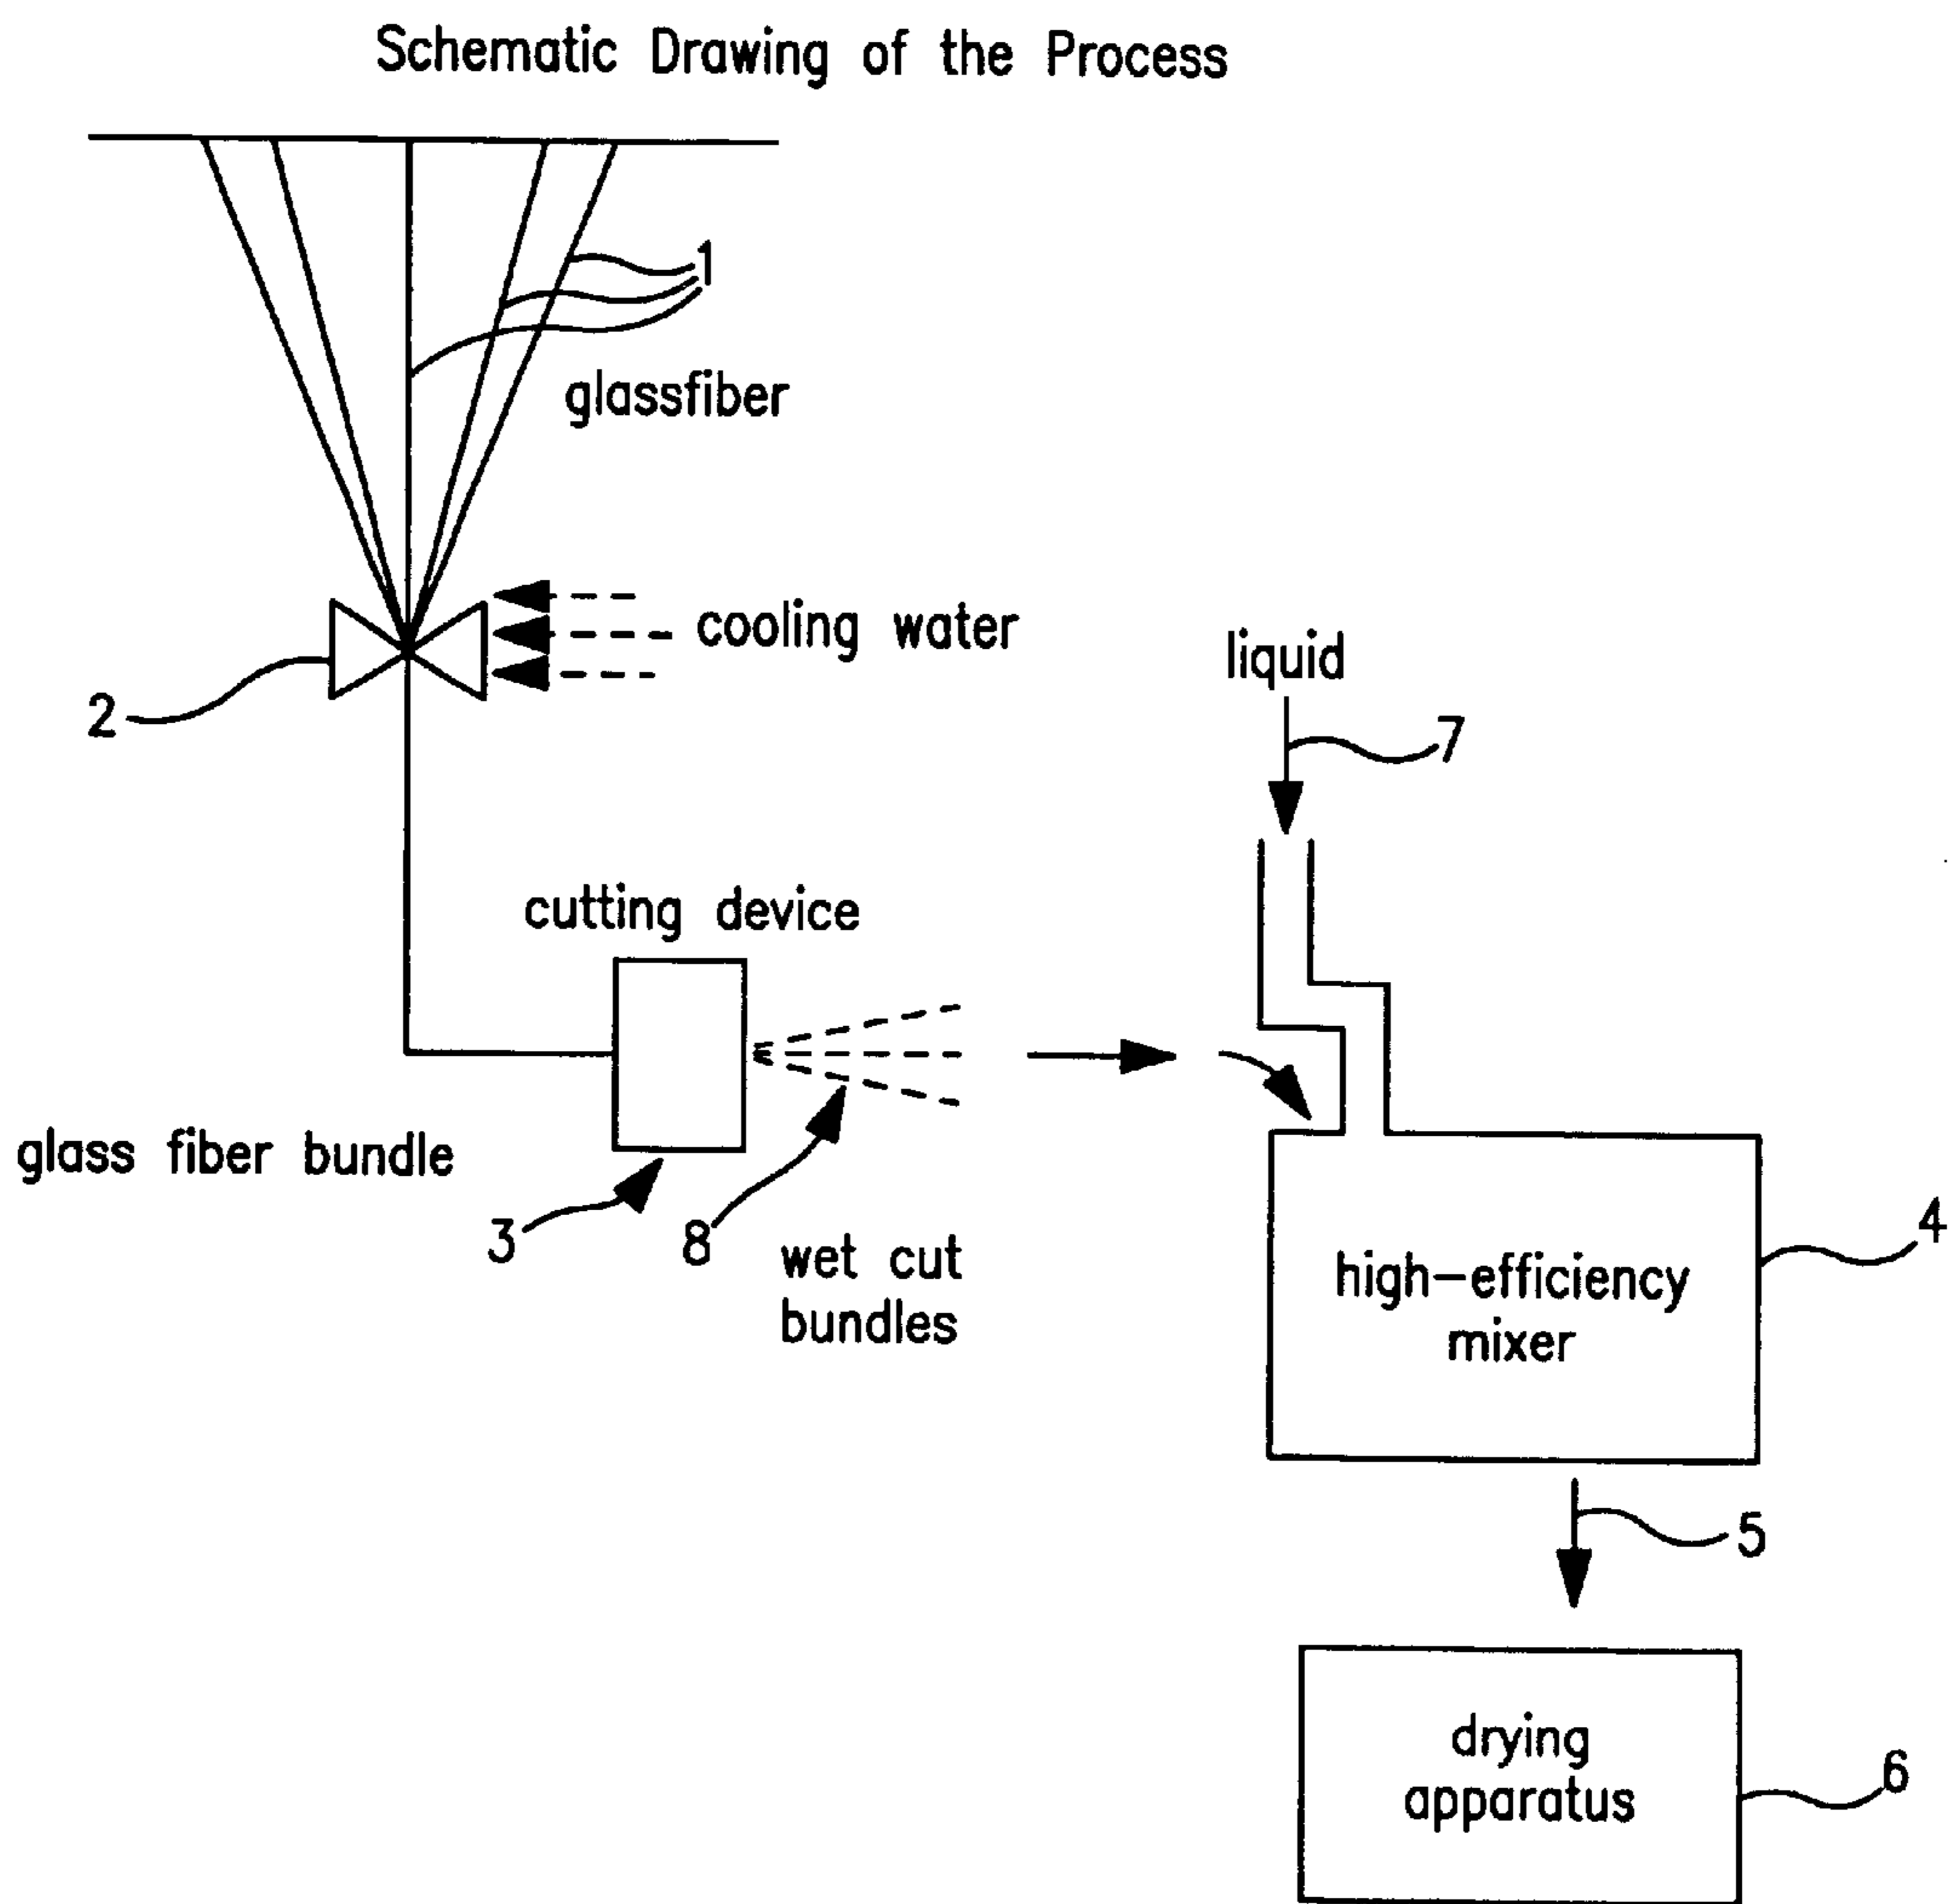 Schematic Drawing of the Process
1
glassfiber
cooling water
2
liquid
7
cutting device
glass fiber bundle
3
8
wet cut
bundles
4
high-efficiency
mixer
5
drying
apparatus
6